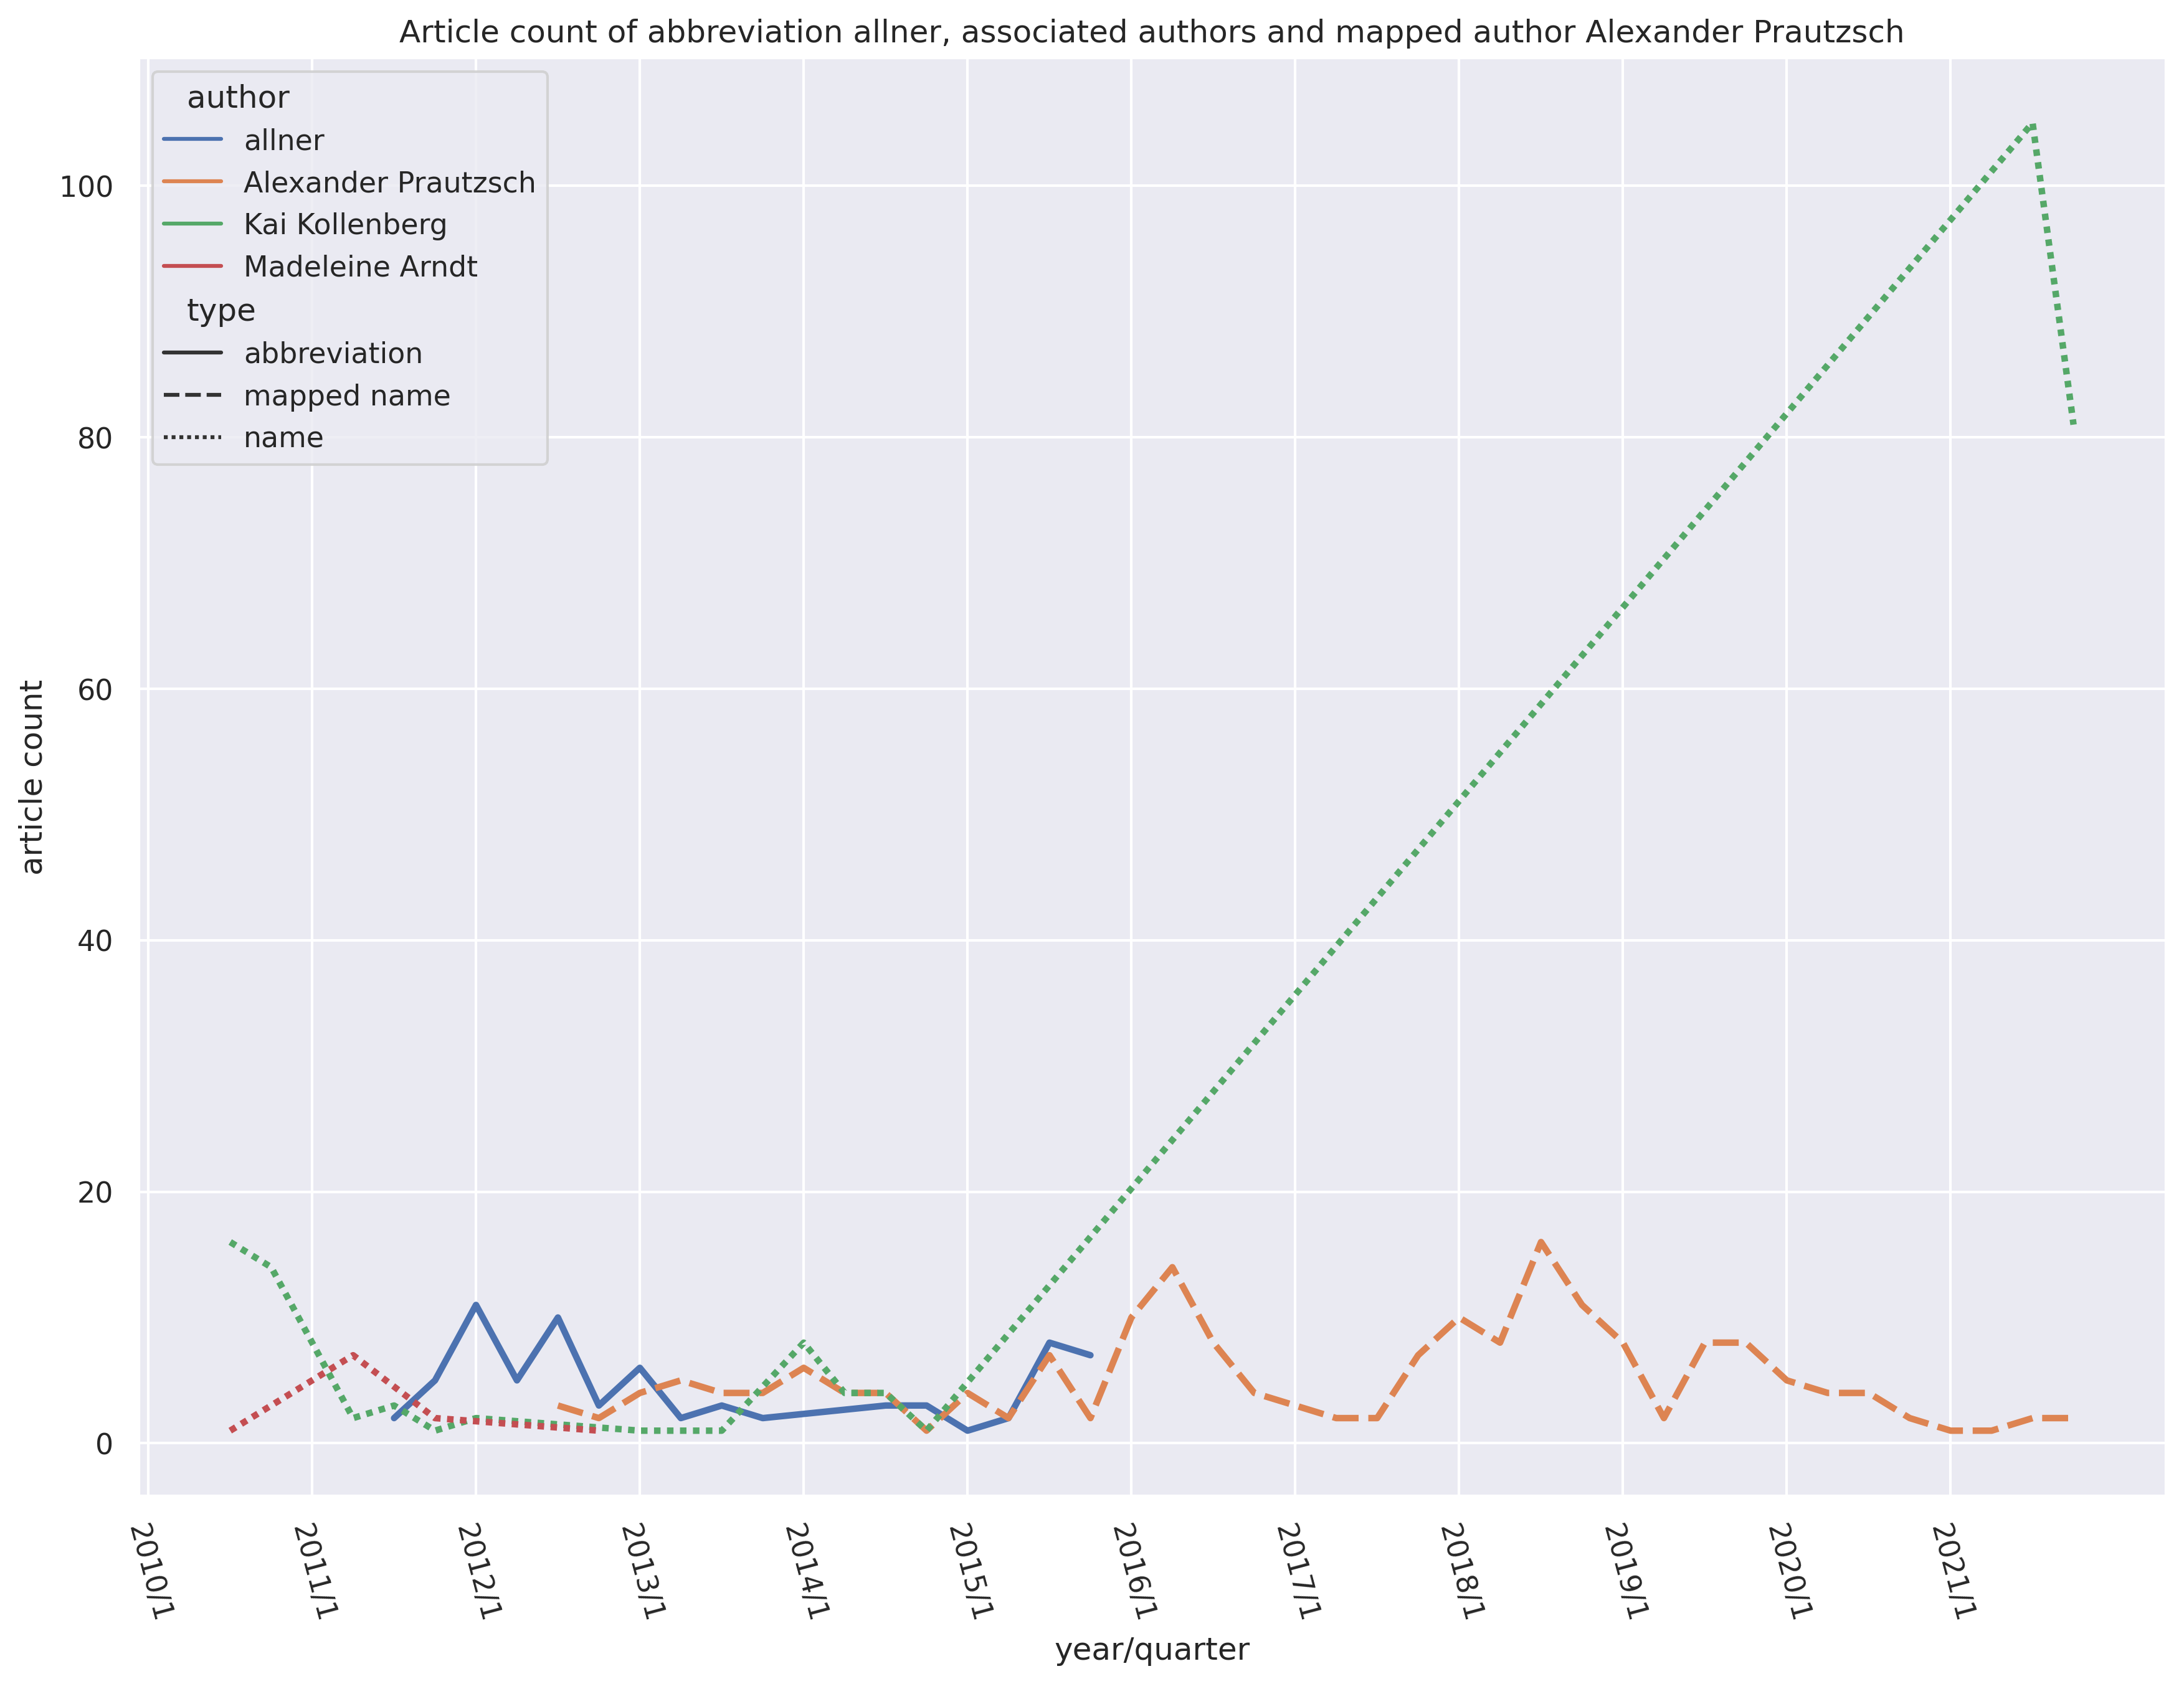 Article count of abbreviation allner, associated authors and mapped author Alexander Prautzsch
author
allner
Alexander Prautzsch
Kai Kollenberg
Madeleine Arndt
type
abbreviation
mapped name
name
article count
100
80
60
40
20
0
2010/1
2011/1
2012/1
2013/1
2014/1
2015/1
2016/1
2017/1
2018/1
2019/1
2020/1
2021/1
year/quarter